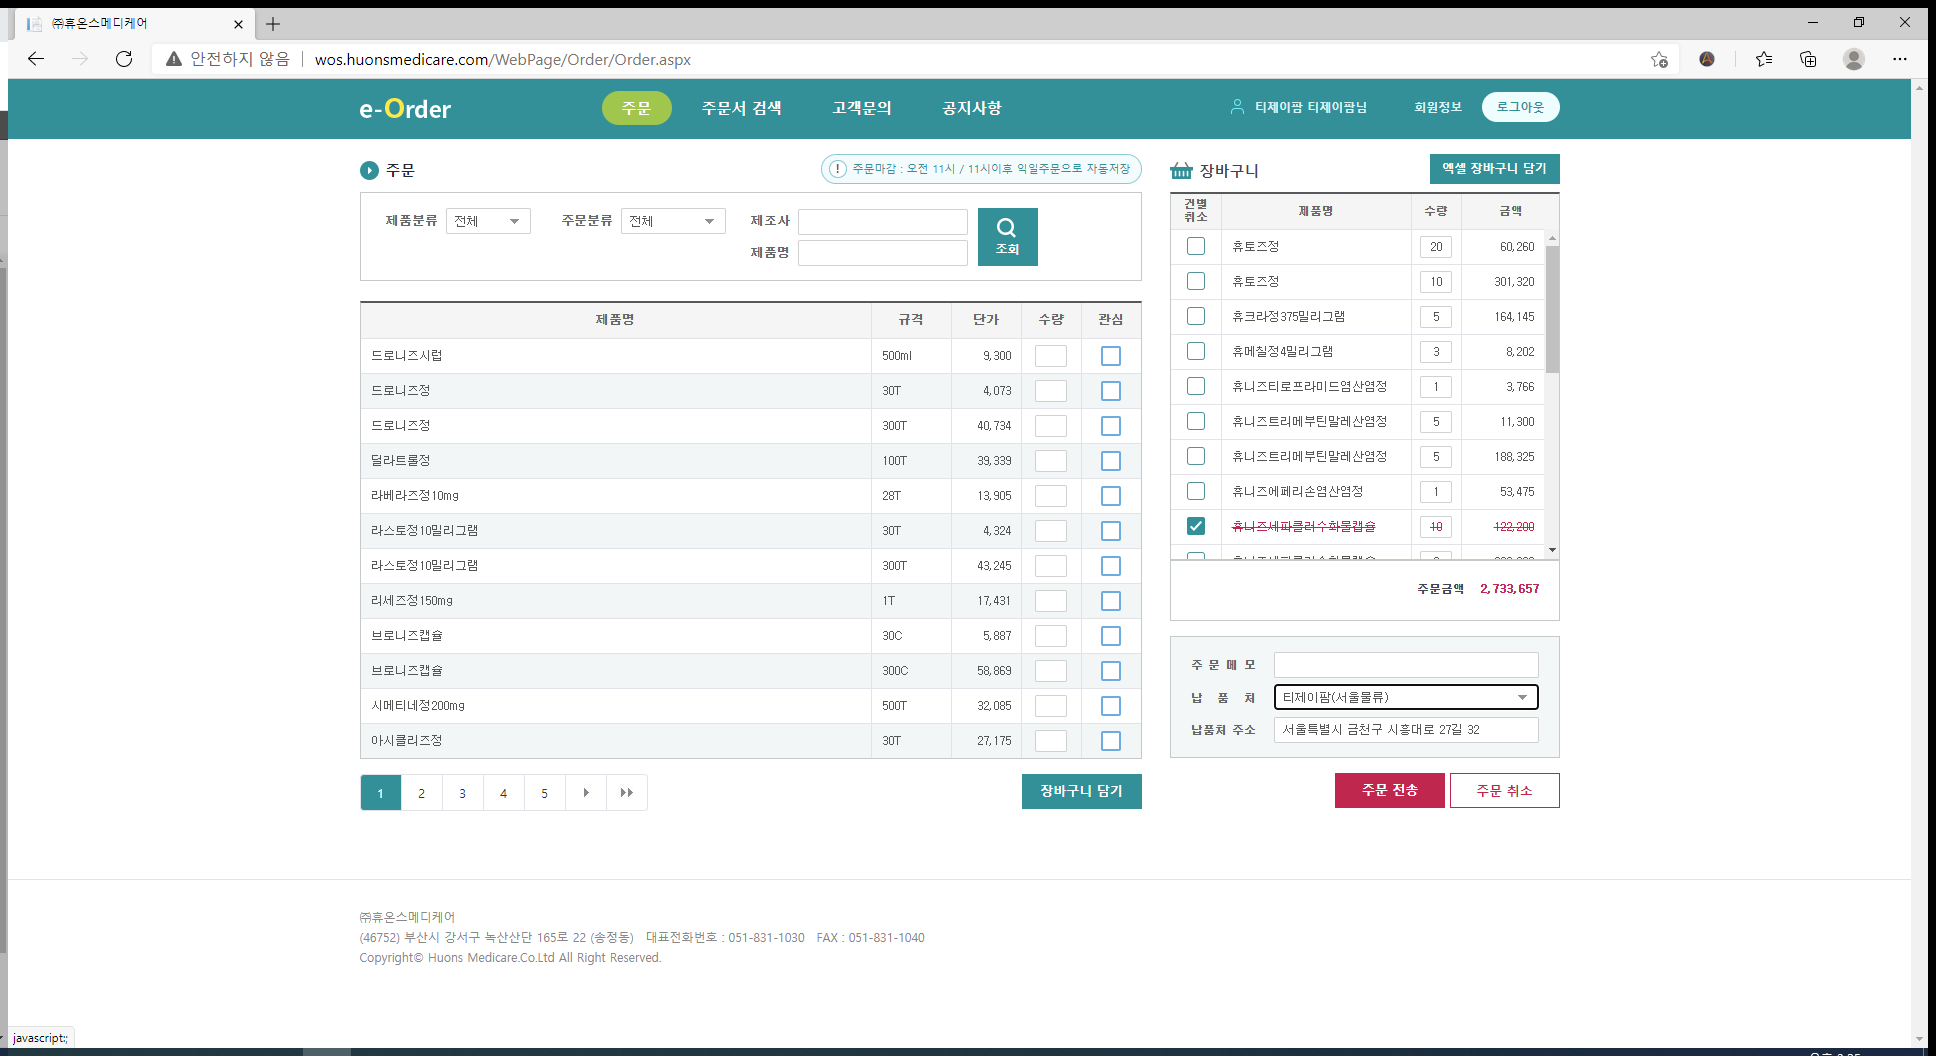 ㈜휴온스메디케어
안전하지 않음 wos.huonsmedicare.com/WebPage/Order/Order.aspx
e-Order 주문 주문서 검색 고객문의 공지사항 티제이팜 티제이팜님 회원정보 로그아웃
주문 주문마감 : 오전 11시 / 11시이후 익일주문으로 자동저장
제품분류 전체 주문분류 전체 제조사
제품명
조회
제품명 규격 단가 수량 관심
드로니즈시럽 500ml 9,300
드로니즈정 30T 4,073
드로니즈정 300T 40,734
딜라트롤정 100T 39,339
라베라즈정10mg 28T 13,905
라스토정10밀리그램 30T 4,324
라스토정10밀리그램 300T 43,245
리세즈정150mg 1T 17,431
브로니즈캡슐 30C 5,887
브로니즈캡슐 300C 58,869
시메티네정200mg 500T 32,085
아시클리즈정 30T 27,175
1 2 3 4 5
장바구니 담기
장바구니 엑셀 장바구니 담기
건별
취소 제품명 수량 금액
휴토즈정 20 60,260
휴토즈정 10 301,320
휴크라정375밀리그램 5 164,145
휴메칠정4밀리그램 3 8,202
휴니즈티로프라미드염산염정 1 3,766
휴니즈트리메부틴말레산염정 5 11,300
휴니즈트리메부틴말레산염정 5 188,325
휴니즈에페리손염산염정 1 53,475
휴니즈세파클러수화물캡슐 10 122,200
주문금액 2,733,657
주 문 메 모
납 품 처 티제이팜(서울물류)
납품처 주소 서울특별시 금천구 시흥대로 27길 32
주문 전송 주문 취소
㈜휴온스메디케어
(46752) 부산시 강서구 녹산산단 165로 22 (송정동) 대표전화번호 : 051-831-1030 FAX : 051-831-1040
Copyright© Huons Medicare.Co.Ltd All Right Reserved.
javascript:;